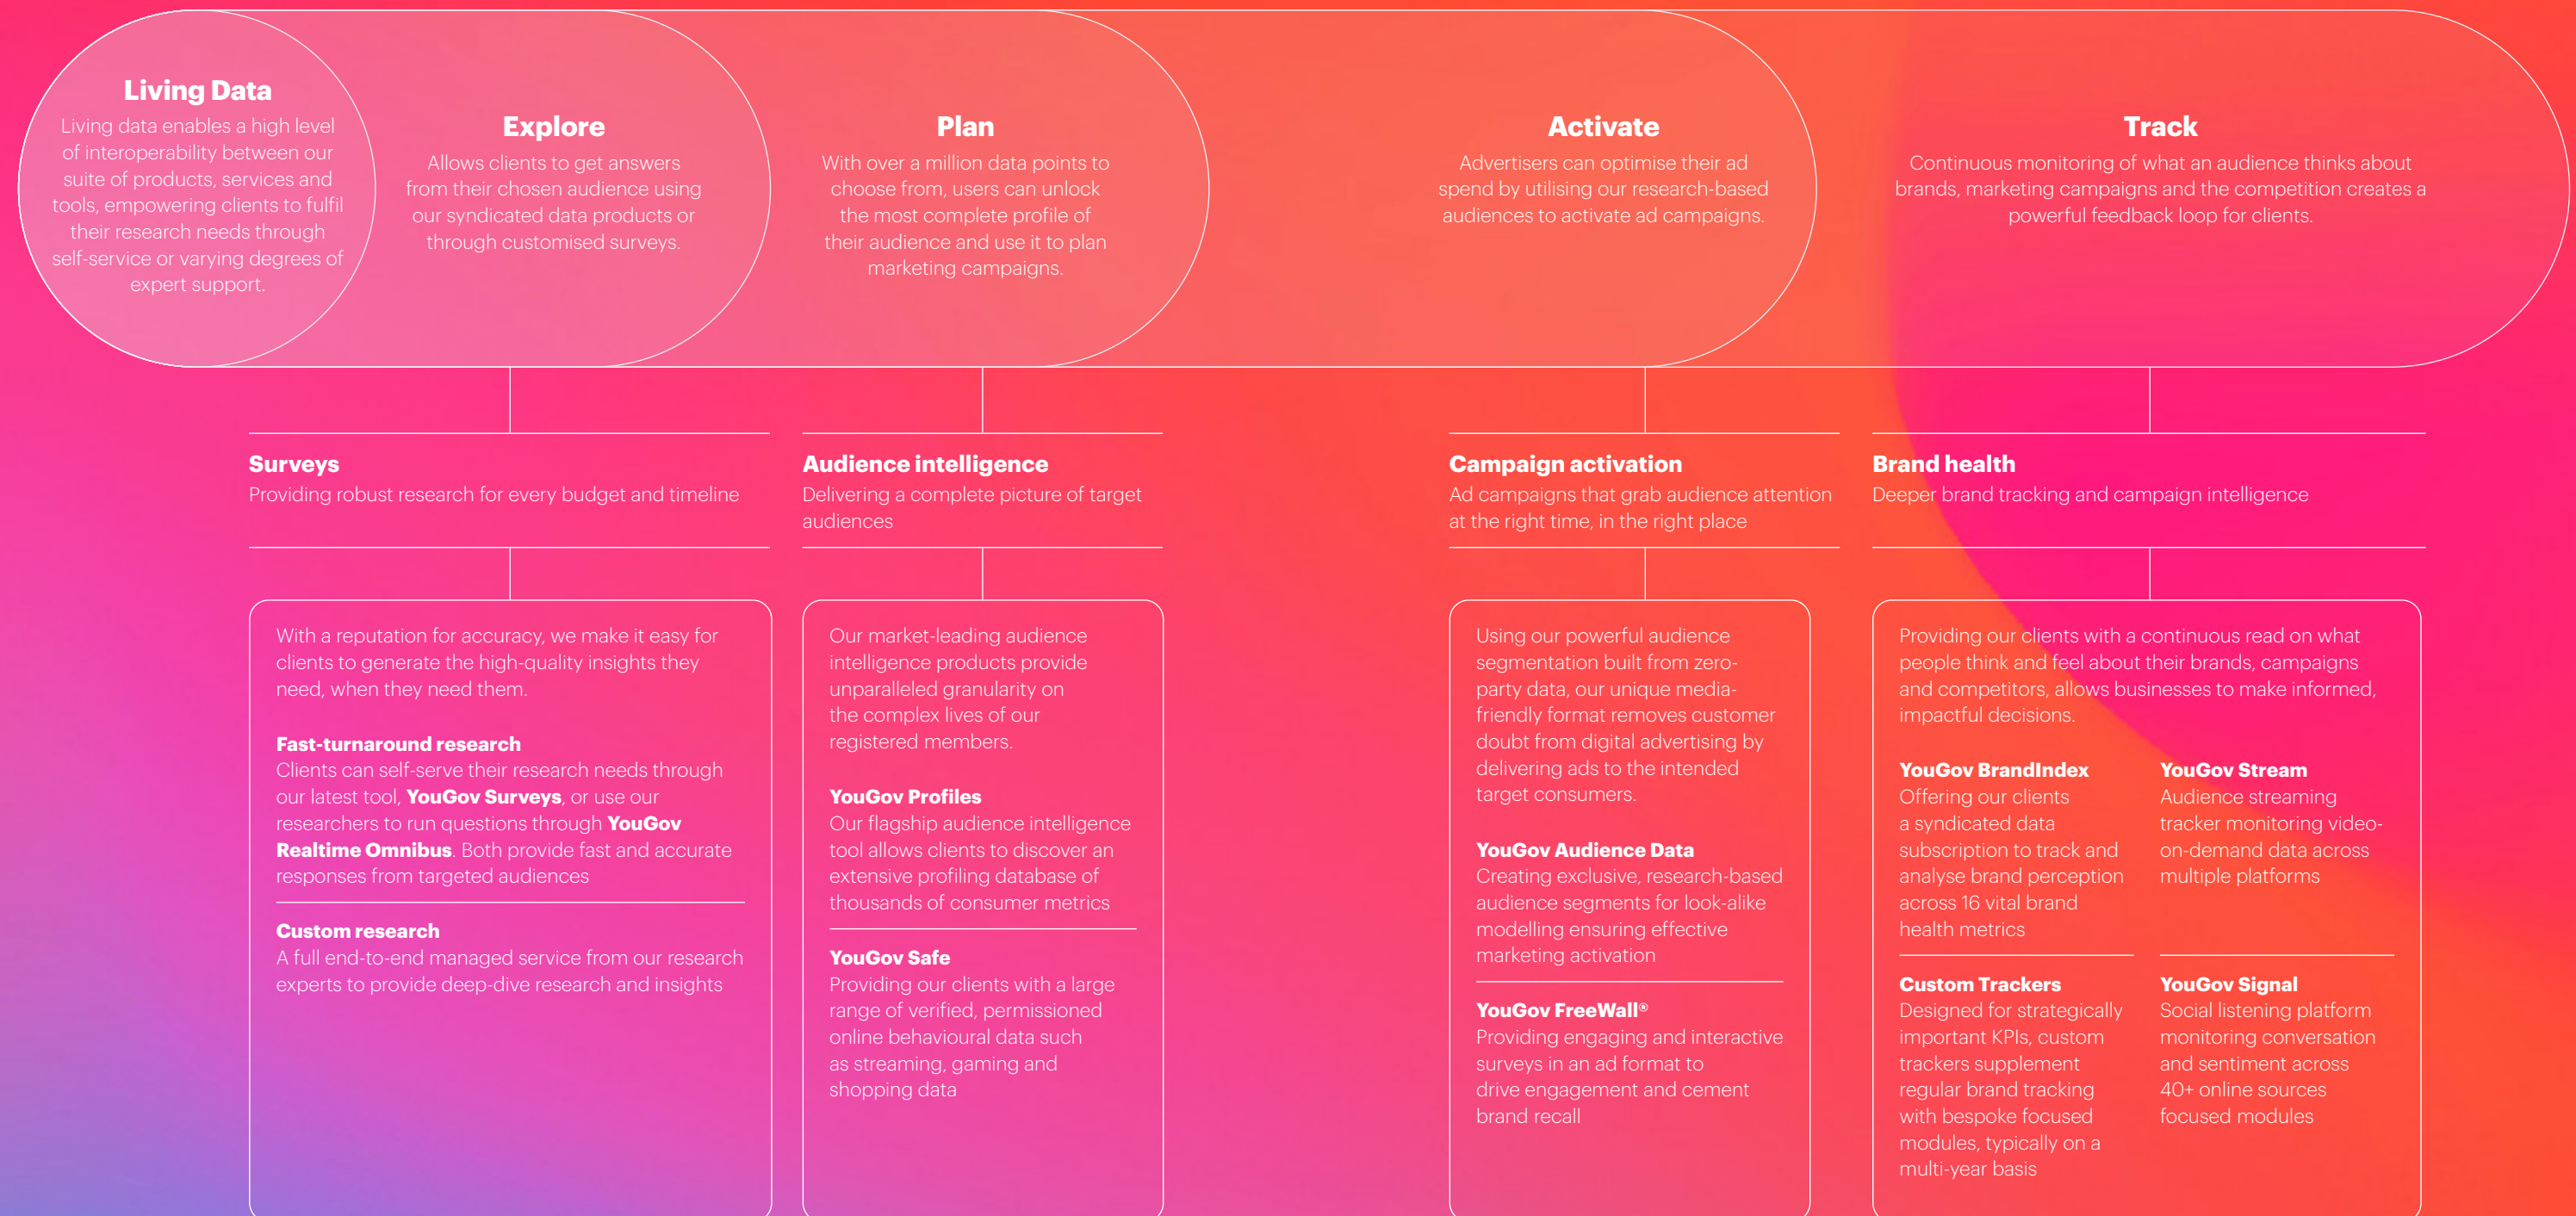 Living Data
Living data enables a high level
of interoperability between our
suite of products, services and
tools, empowering clients to fulfil
their research needs through
self-service or varying degrees of
expert support.
Explore
Allows clients to get answers
from their chosen audience using
our syndicated data products or
through customised surveys.
Plan
With over a million data points to
choose from, users can unlock
the most complete profile of
their audience and use it to plan
marketing campaigns.
Activate
Advertisers can optimise their ad
spend by utilising our research-based
audiences to activate ad campaigns.
Track
Continuous monitoring of what an audience thinks about
brands, marketing campaigns and the competition creates a
powerful feedback loop for clients.
Surveys
Providing robust research for every budget and timeline
With a reputation for accuracy, we make it easy for
clients to generate the high-quality insights they
need, when they need them.
Fast-turnaround research
Clients can self-serve their research needs through
our latest tool, YouGov Surveys, or use our
researchers to run questions through YouGov
Realtime Omnibus. Both provide fast and accurate
responses from targeted audiences
Custom research
A full end-to-end managed service from our research
experts to provide deep-dive research and insights
Audience intelligence
Delivering a complete picture of target
audiences
Our market-leading audience
intelligence products provide
unparalleled granularity on
the complex lives of our
registered members.
YouGov Profiles
Our flagship audience intelligence
tool allows clients to discover an
extensive profiling database of
thousands of consumer metrics
YouGov Safe
Providing our clients with a large
range of verified, permissioned
online behavioural data such
as streaming, gaming and
shopping data
Campaign activation
Ad campaigns that grab audience attention
at the right time, in the right place
Using our powerful audience
segmentation built from zero-
party data, our unique media-
friendly format removes customer
doubt from digital advertising by
delivering ads to the intended
target consumers.
YouGov Audience Data
Creating exclusive, research-based
audience segments for look-alike
modelling ensuring effective
marketing activation
YouGov FreeWall®
Providing engaging and interactive
surveys in an ad format to
drive engagement and cement
brand recall
Brand health
Deeper brand tracking and campaign intelligence
Providing our clients with a continuous read on what
people think and feel about their brands, campaigns
and competitors, allows businesses to make informed,
impactful decisions.
YouGov BrandIndex
Offering our clients
a syndicated data
subscription to track and
analyse brand perception
across 16 vital brand
health metrics
YouGov Stream
Audience streaming
tracker monitoring video-
on-demand data across
multiple platforms
Custom Trackers
Designed for strategically
important KPIs, custom
trackers supplement
regular brand tracking
with bespoke focused
modules, typically on a
multi-year basis
YouGov Signal
Social listening platform
monitoring conversation
and sentiment across
40+ online sources
focused modules